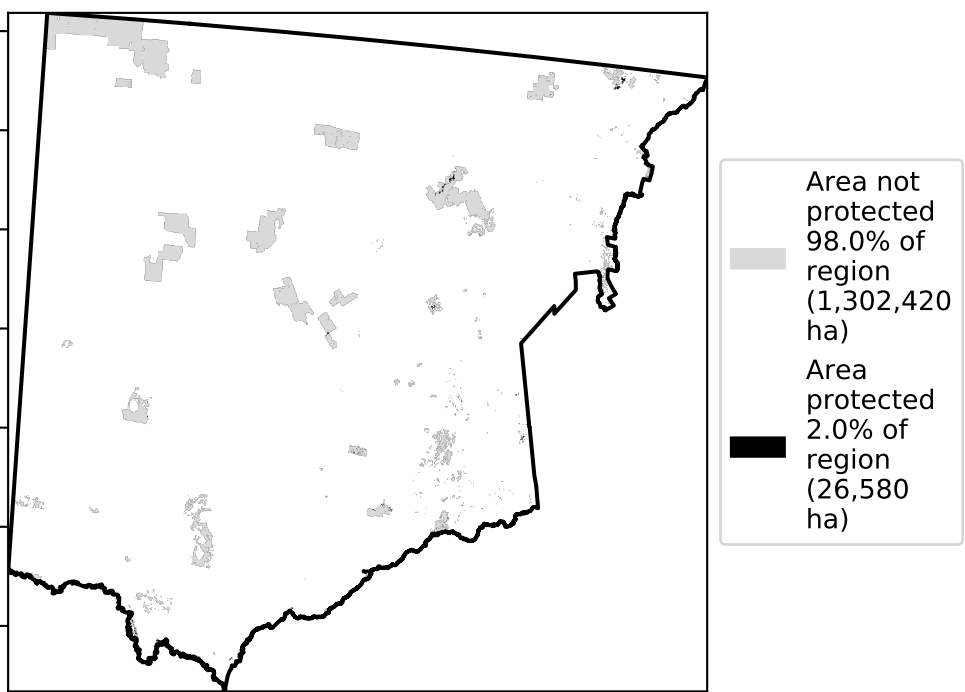 Area not
protected
98.0% of
region
(1,302,420
ha)
Area
protected
2.0% of
region
(26,580
ha)